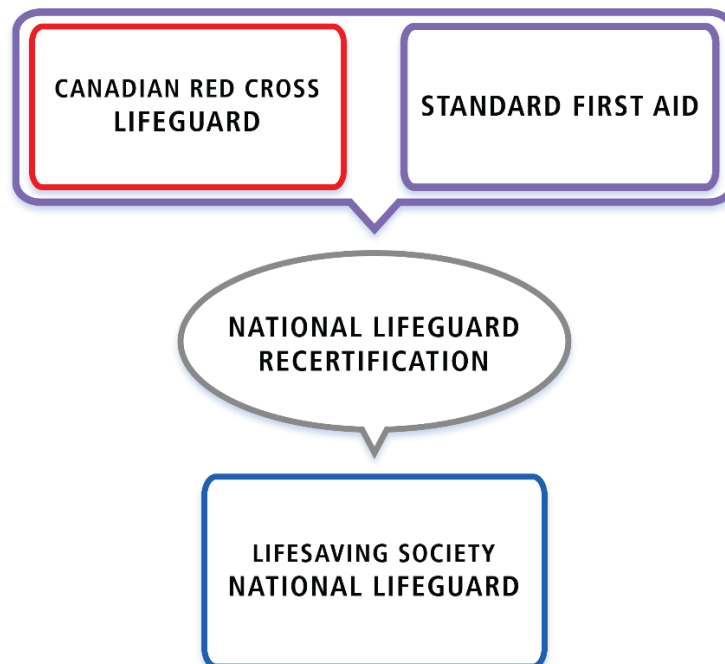 CANADIAN RED CROSS
LIFEGUARD
STANDARD FIRST AID
NATIONAL LIFEGUARD
RECERTIFICATION
LIFESAVING SOCIETY
NATIONAL LIFEGUARD